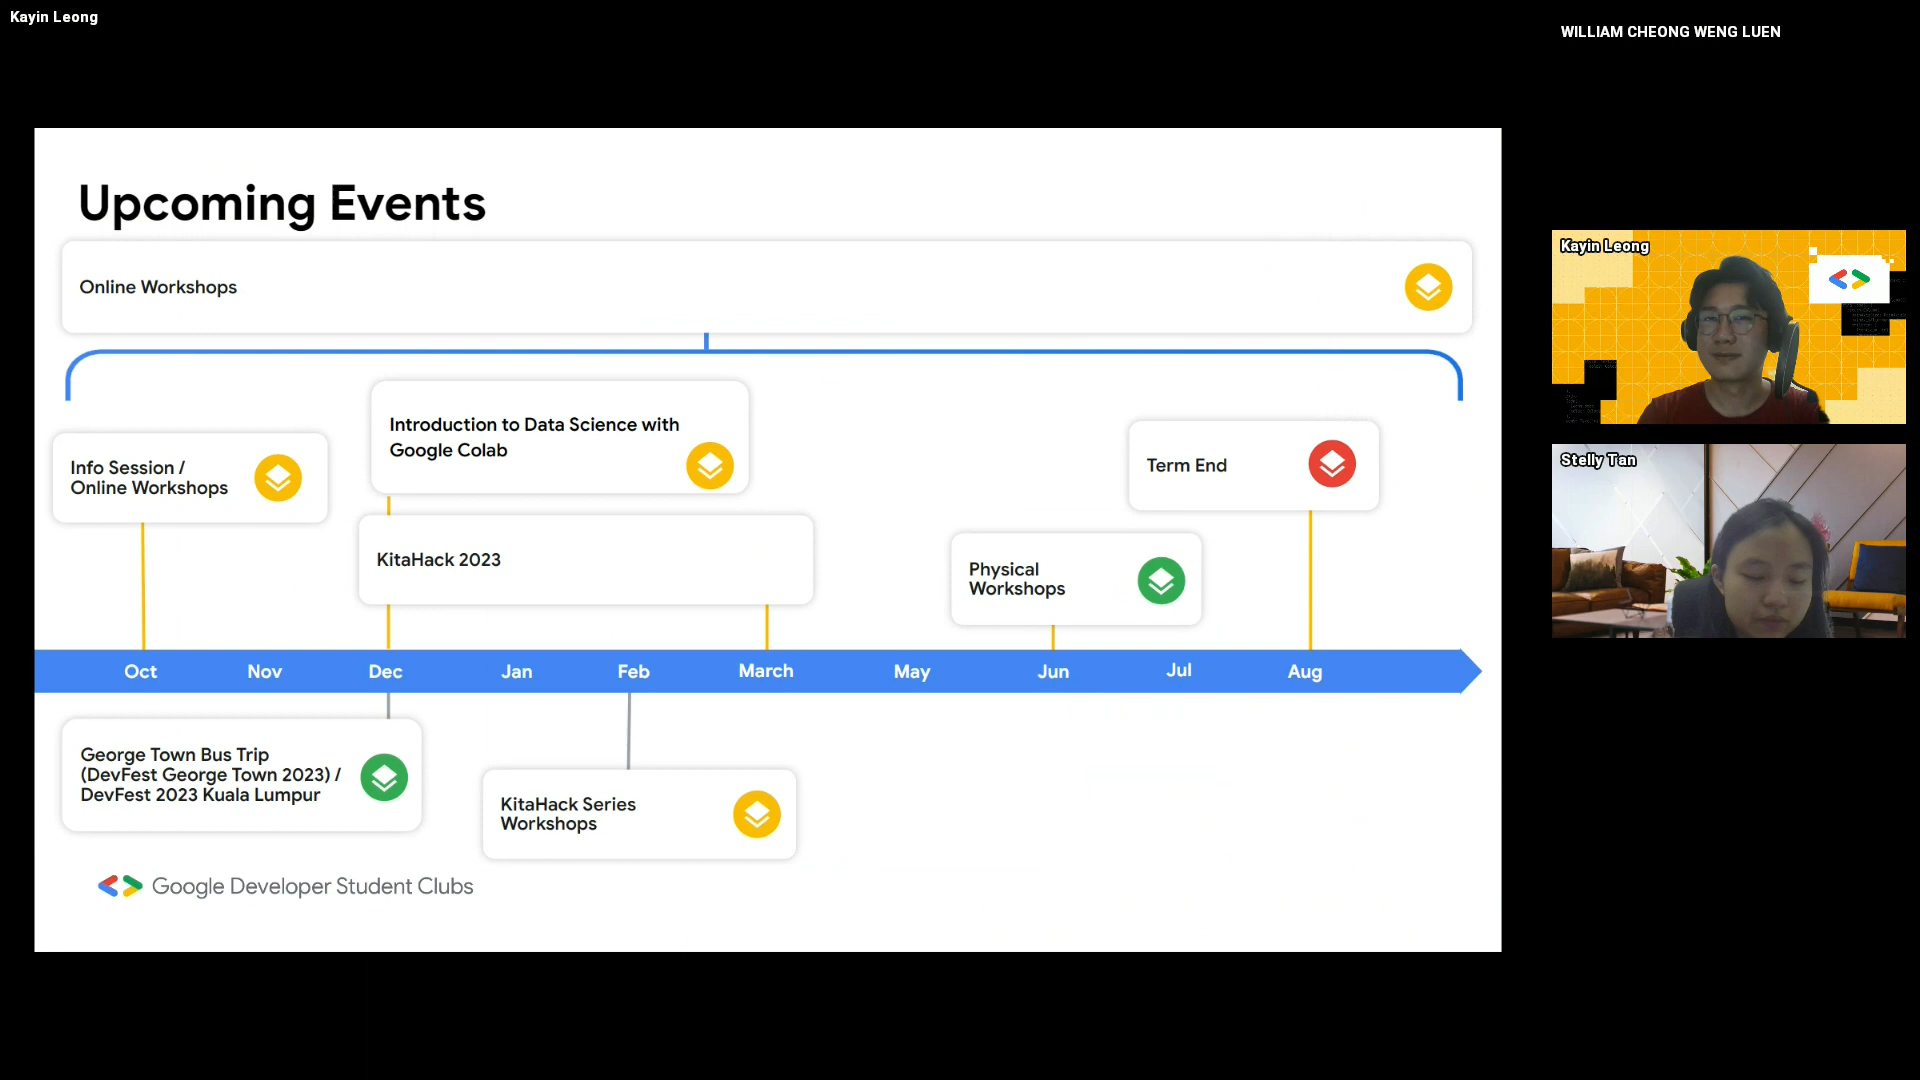 Kayin Leong
WILLIAM CHEONG WENG LUEN
Upcoming Events
Online Workshops
Introduction to Data Science with
Google Colab
Info Session /
Online Workshops
Term End
KitaHack 2023
Physical
Workshops
Oct Nov Dec Jan Feb March May Jun Jul Aug
George Town Bus Trip
(DevFest George Town 2023) /
DevFest 2023 Kuala Lumpur
KitaHack Series
Workshops
Google Developer Student Clubs
Kayin Leong
Stelly Tan